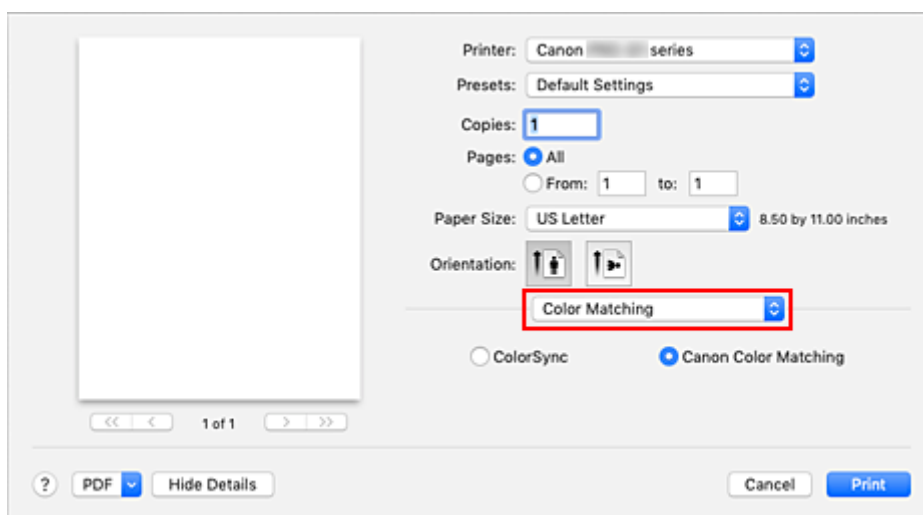 Printer: Canon series
Presets: Default Settings
Copies: 1
Pages: All
From: 1 to: 1
Paper Size: US Letter 8.50 by 11.00 inches
Orientation:
Color Matching
ColorSync Canon Color Matching
<< < 1 of 1 > >>
? PDF Hide Details Cancel Print